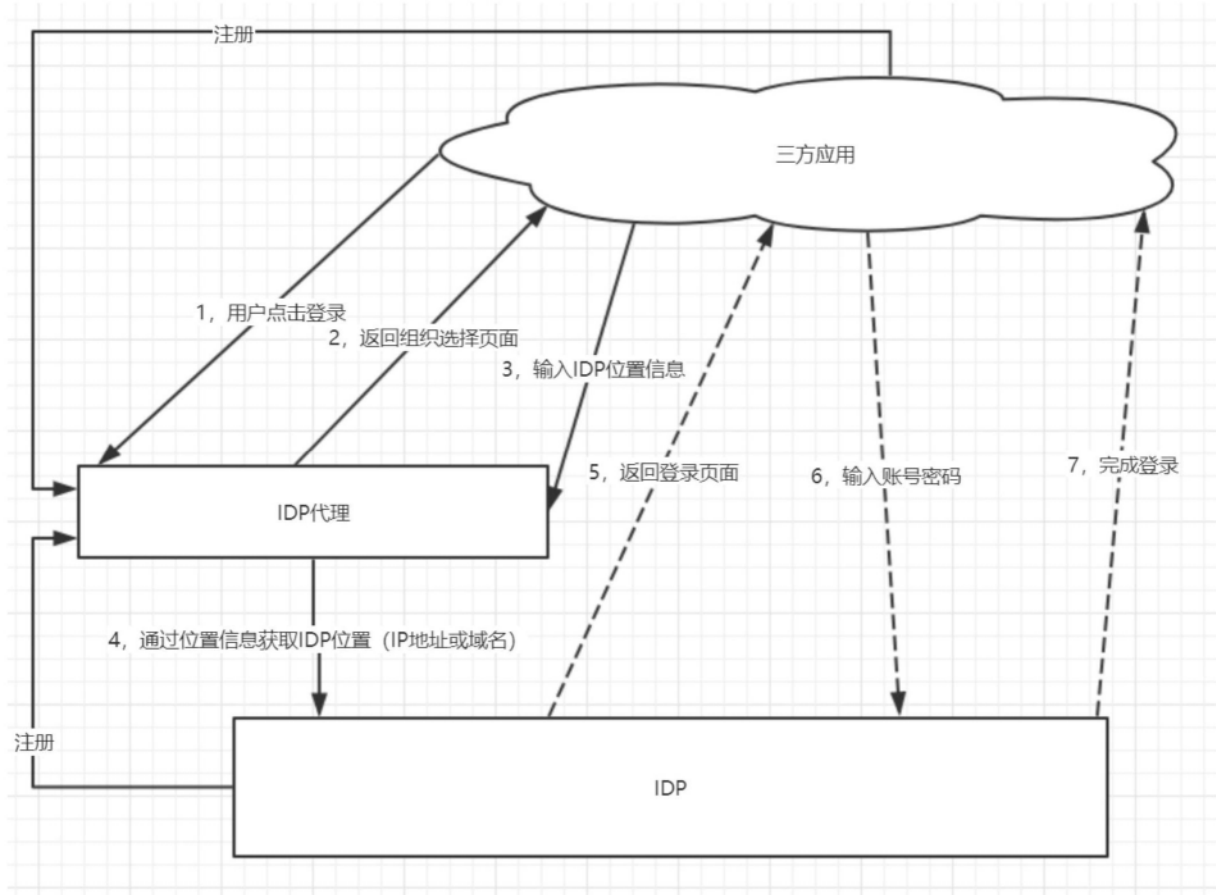 注册
三方应用
1，用户点击登录
2，返回组织选择页面
3，输入IDP位置信息
5，返回登录页面
6，输入账号密码
7，完成登录
IDP代理
4，通过位置信息获取IDP位置（IP地址或域名）
注册
IDP